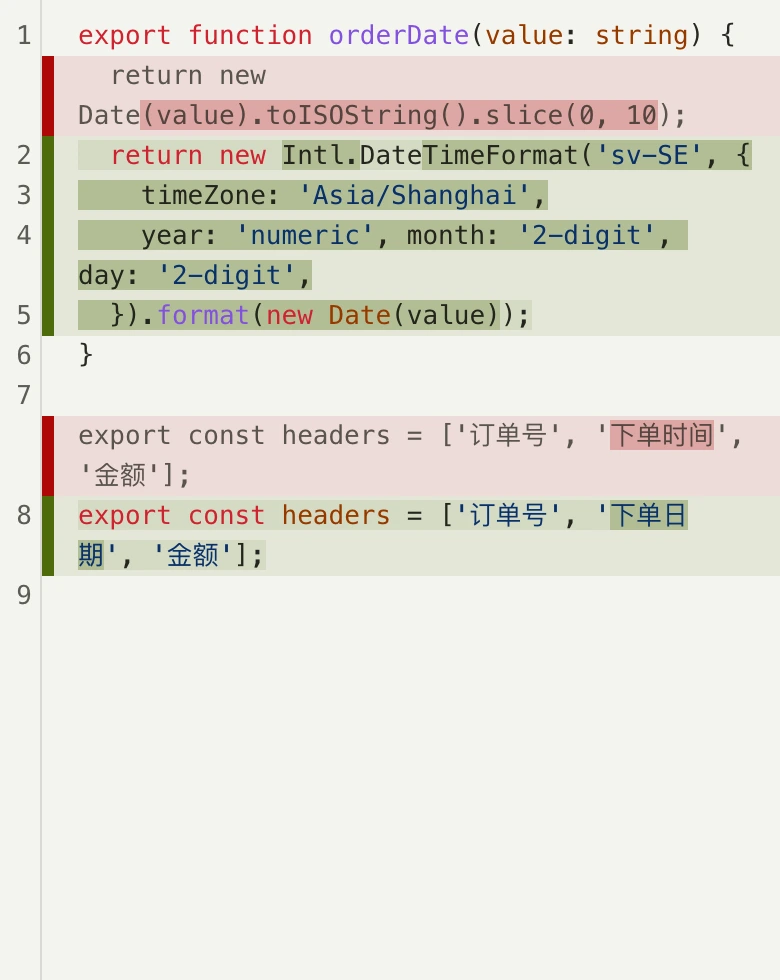 1 export function orderDate(value: string) {
return new
Date(value).toISOString().slice(0, 10);
2 return new Intl.DateTimeFormat('sv-SE', {
3 timeZone: 'Asia/Shanghai',
4 year: 'numeric', month: '2-digit',
day: '2-digit',
5 }).format(new Date(value));
6 }
7
export const headers = ['订单号', '下单时间',
'金额'];
8 export const headers = ['订单号', '下单日
期', '金额'];
9